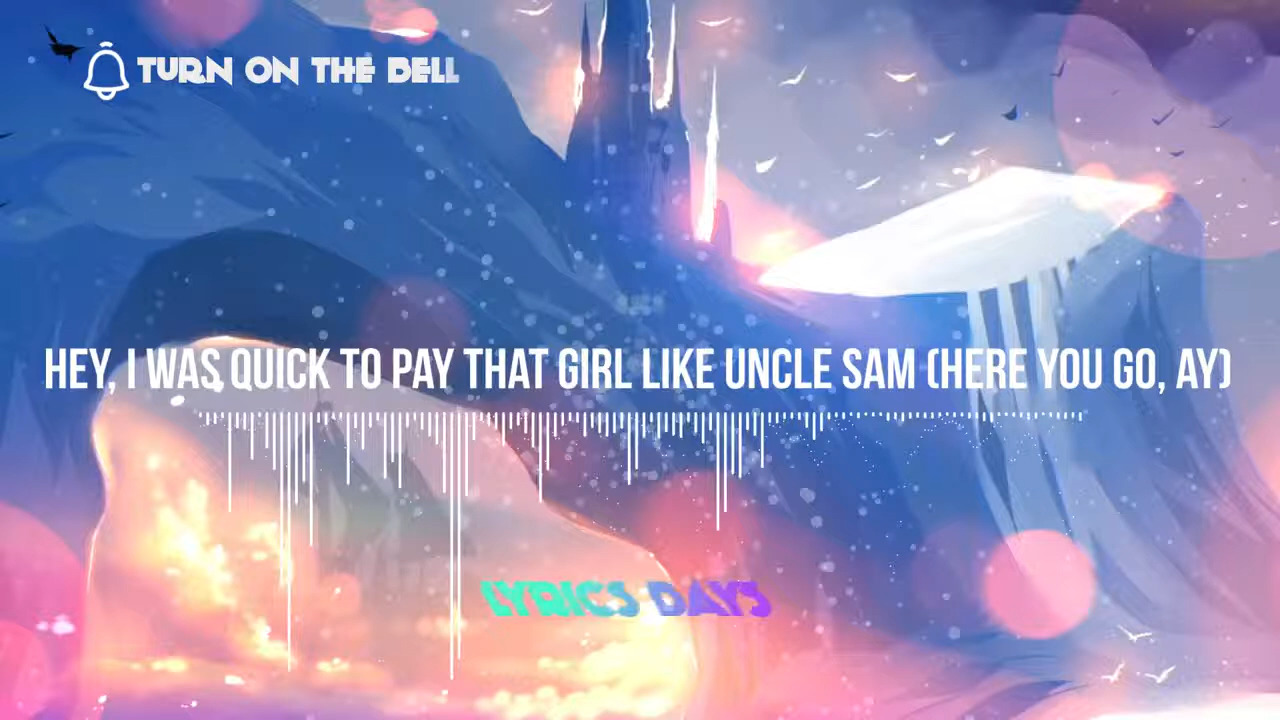 TURN ON THE BELL
HEY, I WAS QUICK TO PAY THAT GIRL LIKE UNCLE SAM (HERE YOU GO, AY)
LYRICS DAYS